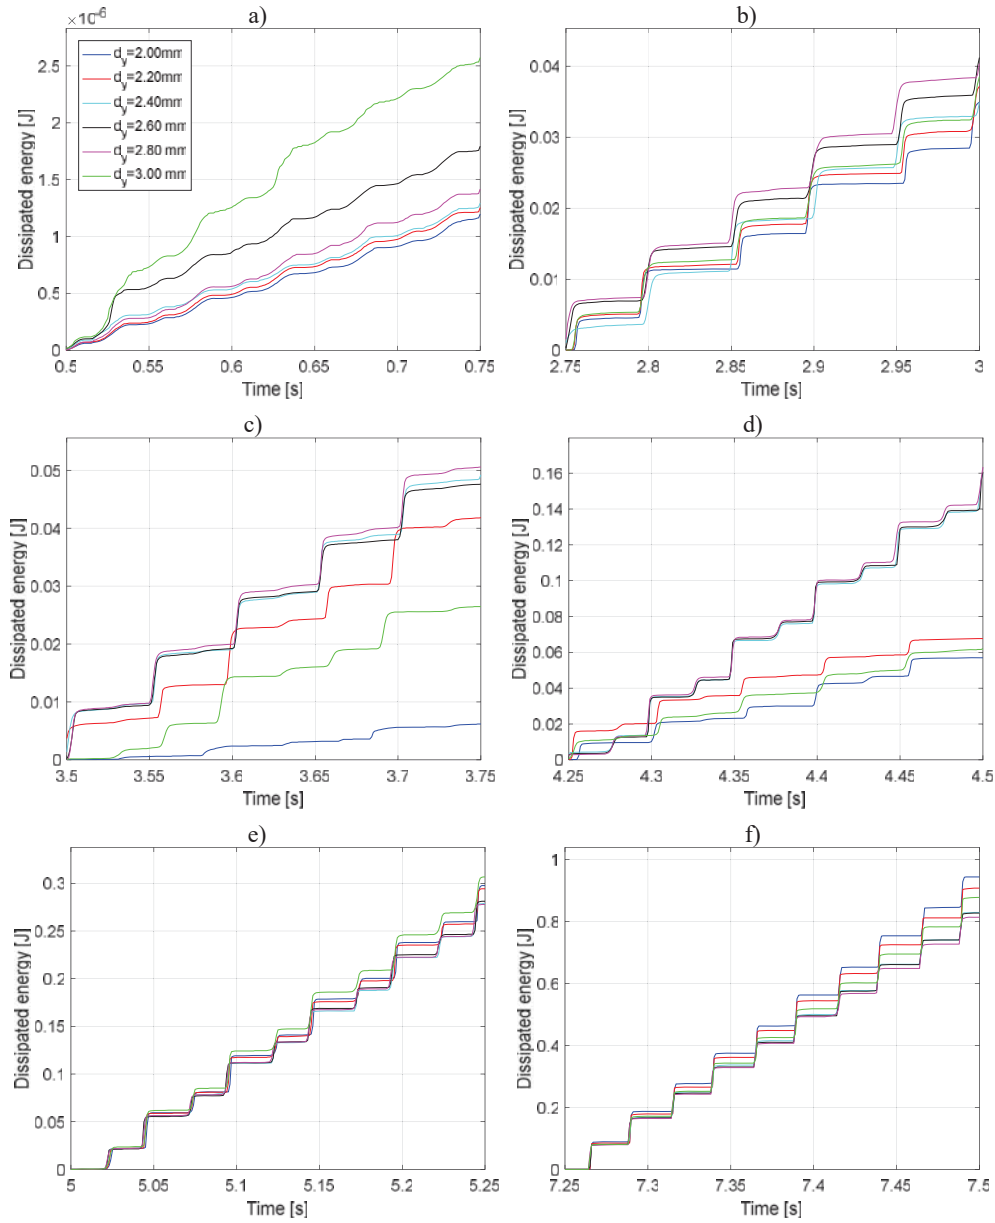 a)
×10⁻⁶
2.5
2
1.5
1
0.5
0
0.5 0.55 0.6 0.65 0.7 0.75
Time [s]
Dissipated energy [J]
d_y=2.00mm
d_y=2.20mm
d_y=2.40mm
d_y=2.60 mm
d_y=2.80 mm
d_y=3.00 mm
b)
0.04
0.03
0.02
0.01
0
2.75 2.8 2.85 2.9 2.95 3
Time [s]
Dissipated energy [J]
c)
0.05
0.04
0.03
0.02
0.01
0
3.5 3.55 3.6 3.65 3.7 3.75
Time [s]
Dissipated energy [J]
d)
0.16
0.14
0.12
0.1
0.08
0.06
0.04
0.02
0
4.25 4.3 4.35 4.4 4.45 4.5
Time [s]
Dissipated energy [J]
e)
0.3
0.25
0.2
0.15
0.1
0.05
0
5 5.05 5.1 5.15 5.2 5.25
Time [s]
Dissipated energy [J]
f)
1
0.8
0.6
0.4
0.2
0
7.25 7.3 7.35 7.4 7.45 7.5
Time [s]
Dissipated energy [J]